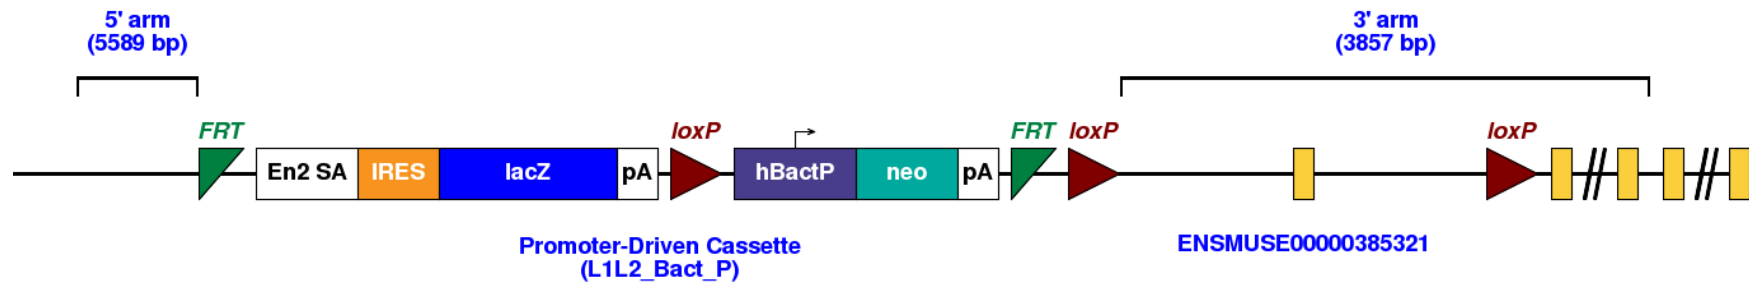 5' arm
(5589 bp)
3' arm
(3857 bp)
FRT
loxP
FRT
loxP
loxP
En2 SA
IRES
lacZ
pA
hBactP
neo
pA
Promoter-Driven Cassette
(L1L2_Bact_P)
ENSMUSE00000385321